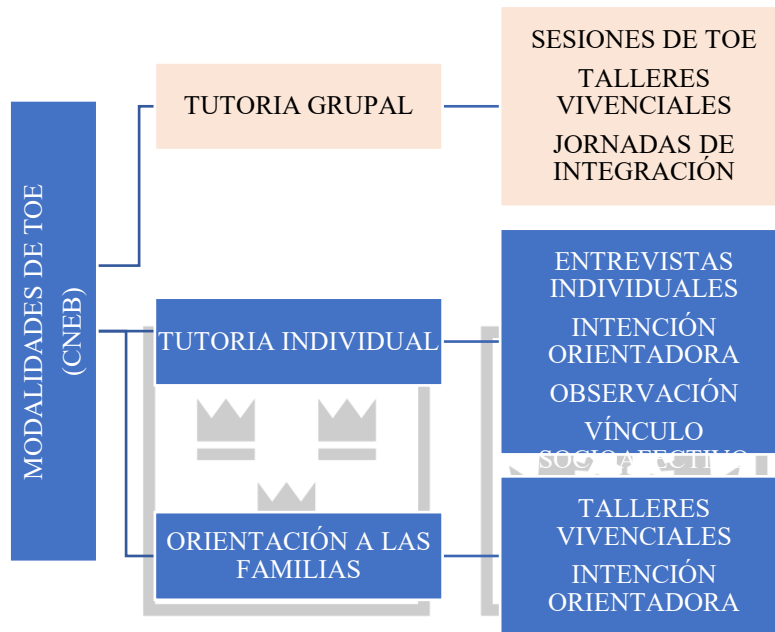 MODALIDADES DE TOE
(CNEB)
TUTORIA GRUPAL
SESIONES DE TOE
TALLERES
VIVENCIALES
JORNADAS DE
INTEGRACIÓN
TUTORIA INDIVIDUAL
ENTREVISTAS
INDIVIDUALES
INTENCIÓN
ORIENTADORA
OBSERVACIÓN
VÍNCULO
SOCIOAFECTIVO
ORIENTACIÓN A LAS
FAMILIAS
TALLERES
VIVENCIALES
INTENCIÓN
ORIENTADORA